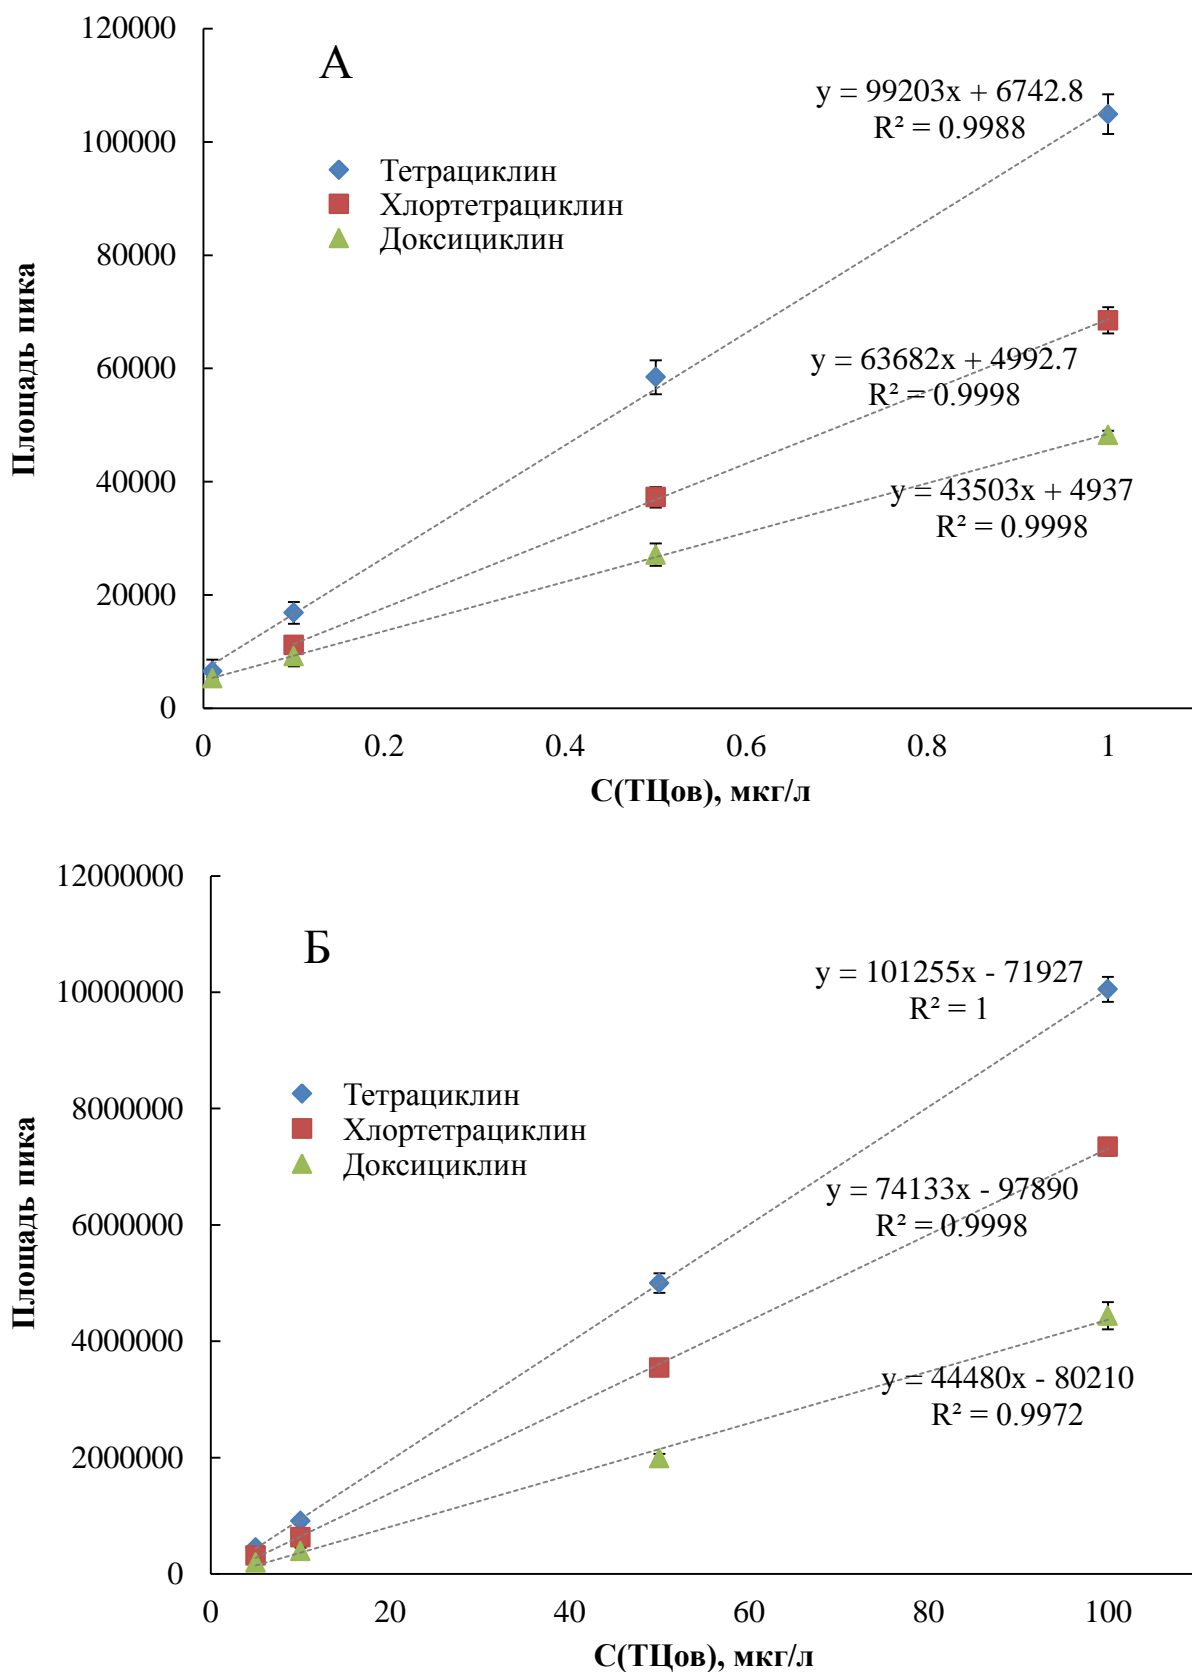 120000
А
y = 99203x + 6742.8
R² = 0.9988
100000
Тетрациклин
Хлортетрациклин
Доксициклин
80000
Площадь пика
60000
y = 63682x + 4992.7
R² = 0.9998
40000
y = 43503x + 4937
R² = 0.9998
20000
0
0 0.2 0.4 0.6 0.8 1
С(ТЦов), мкг/л
12000000
Б
y = 101255x - 71927
R² = 1
10000000
Тетрациклин
Хлортетрациклин
Доксициклин
8000000
Площадь пика
6000000
y = 74133x - 97890
R² = 0.9998
4000000
y = 44480x - 80210
R² = 0.9972
2000000
0
0 20 40 60 80 100
С(ТЦов), мкг/л